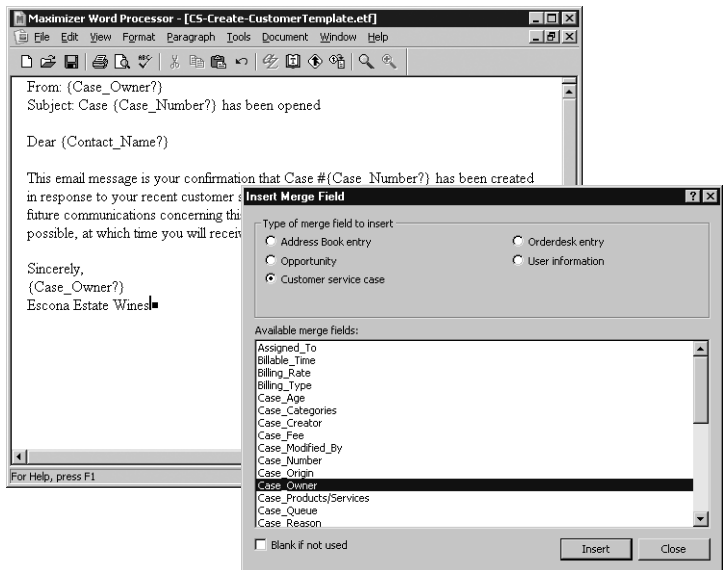 Maximizer Word Processor - [CS-Create-CustomerTemplate.etf]
File Edit View Format Paragraph Tools Document Window Help
From: {Case_Owner?}
Subject: Case {Case_Number?} has been opened
Dear {Contact_Name?}
This email message is your confirmation that Case #{Case_Number?} has been created
in response to your recent customer
future communications concerning
possible, at which time you will
Sincerely,
{Case_Owner?}
Escona Estate Wines
For Help, press F1
Insert Merge Field
Type of merge field to insert
Address Book entry
Orderdesk entry
Opportunity
User information
Customer service case
Available merge fields:
Assigned_To
Billable_Time
Billing_Rate
Billing_Type
Case_Age
Case_Categories
Case_Creator
Case_Fee
Case_Modified_By
Case_Number
Case_Origin
Case_Owner
Case_Products/Services
Case_Queue
Case_Reason
Blank if not used
Insert
Close